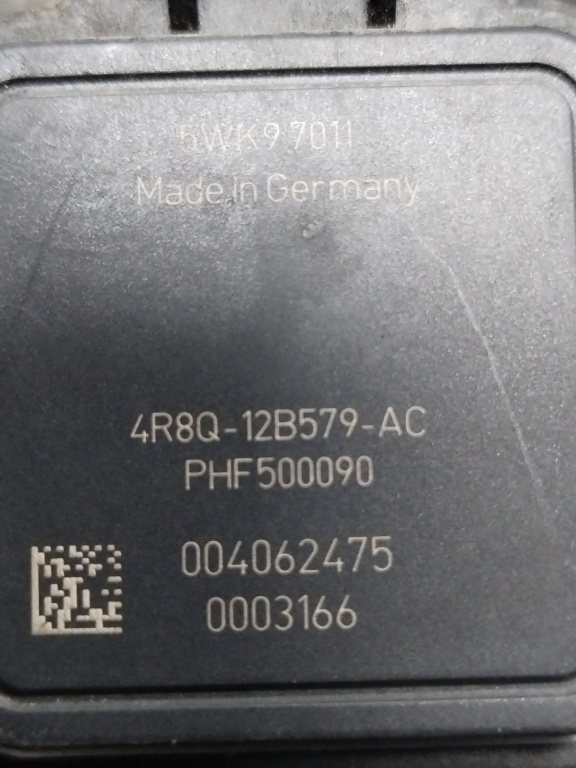 5WK9 7011
Made in Germany
4R8Q-12B579-AC
PHF500090
004062475
0003166